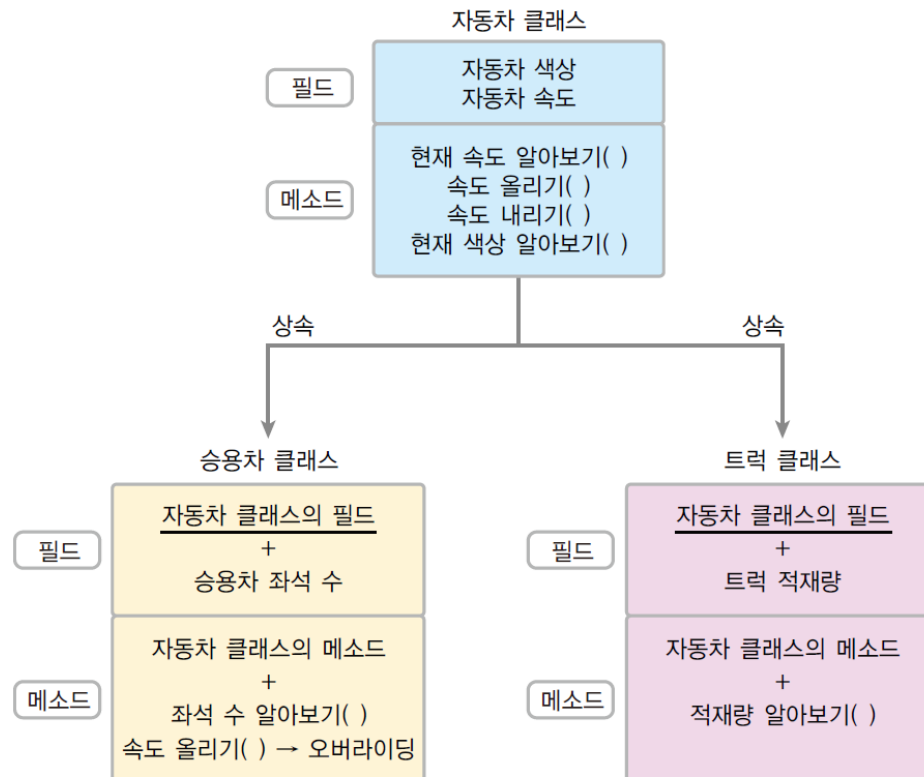 자동차 클래스
필드
자동차 색상
자동차 속도
메소드
현재 속도 알아보기( )
속도 올리기( )
속도 내리기( )
현재 색상 알아보기( )
상속
상속
승용차 클래스
필드
자동차 클래스의 필드
+
승용차 좌석 수
메소드
자동차 클래스의 메소드
+
좌석 수 알아보기( )
속도 올리기( ) → 오버라이딩
트럭 클래스
필드
자동차 클래스의 필드
+
트럭 적재량
메소드
자동차 클래스의 메소드
+
적재량 알아보기( )